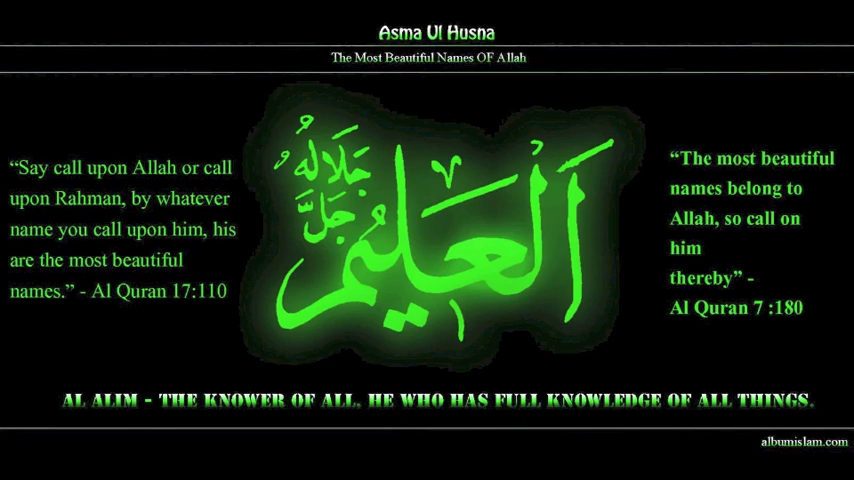 Asma Ul Husna
The Most Beautiful Names OF Allah
“Say call upon Allah or call
upon Rahman, by whatever
name you call upon him, his
are the most beautiful
names.” - Al Quran 17:110
جَلَّ جَلَالُهُ
اَلْعَلِيْمُ
“The most beautiful
names belong to
Allah, so call on
him
thereby” -
Al Quran 7 :180
AL ALIM - THE KNOWER OF ALL. HE WHO HAS FULL KNOWLEDGE OF ALL THINGS.
albumislam.com